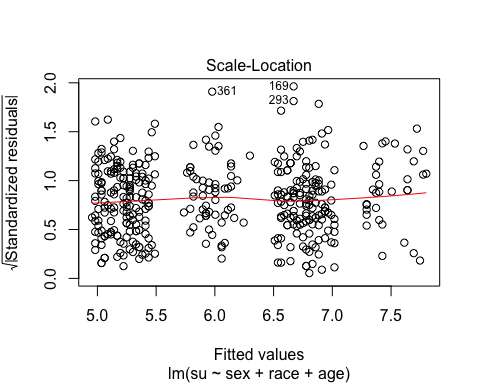 Scale-Location
√|Standardized residuals|
2.0
1.5
1.0
0.5
0.0
361
169
293
5.0 5.5 6.0 6.5 7.0 7.5
Fitted values
lm(su ~ sex + race + age)